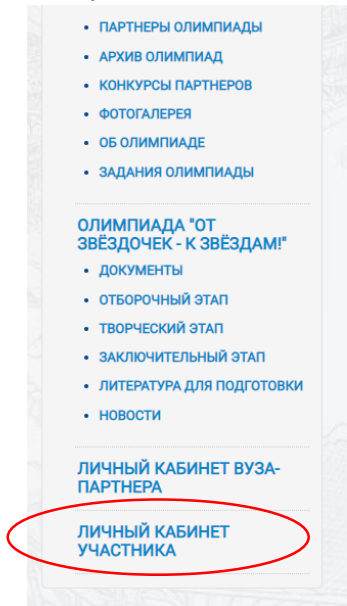 ПАРТНЕРЫ ОЛИМПИАДЫ
АРХИВ ОЛИМПИАД
КОНКУРСЫ ПАРТНЕРОВ
ФОТОГАЛЕРЕЯ
ОБ ОЛИМПИАДЕ
ЗАДАНИЯ ОЛИМПИАДЫ
ОЛИМПИАДА "ОТ
ЗВЁЗДОЧЕК - К ЗВЁЗДАМ!"
ДОКУМЕНТЫ
ОТБОРОЧНЫЙ ЭТАП
ТВОРЧЕСКИЙ ЭТАП
ЗАКЛЮЧИТЕЛЬНЫЙ ЭТАП
ЛИТЕРАТУРА ДЛЯ ПОДГОТОВКИ
НОВОСТИ
ЛИЧНЫЙ КАБИНЕТ ВУЗА-
ПАРТНЕРА
ЛИЧНЫЙ КАБИНЕТ
УЧАСТНИКА